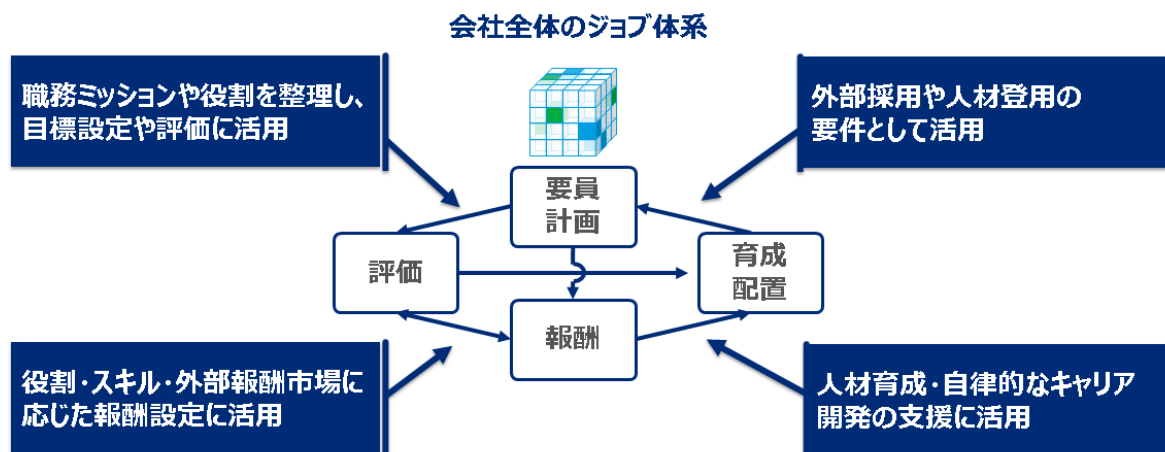 会社全体のジョブ体系
職務ミッションや役割を整理し、
目標設定や評価に活用
外部採用や人材登用の
要件として活用
要員
計画
評価
育成
配置
報酬
役割・スキル・外部報酬市場に
応じた報酬設定に活用
人材育成・自律的なキャリア
開発の支援に活用